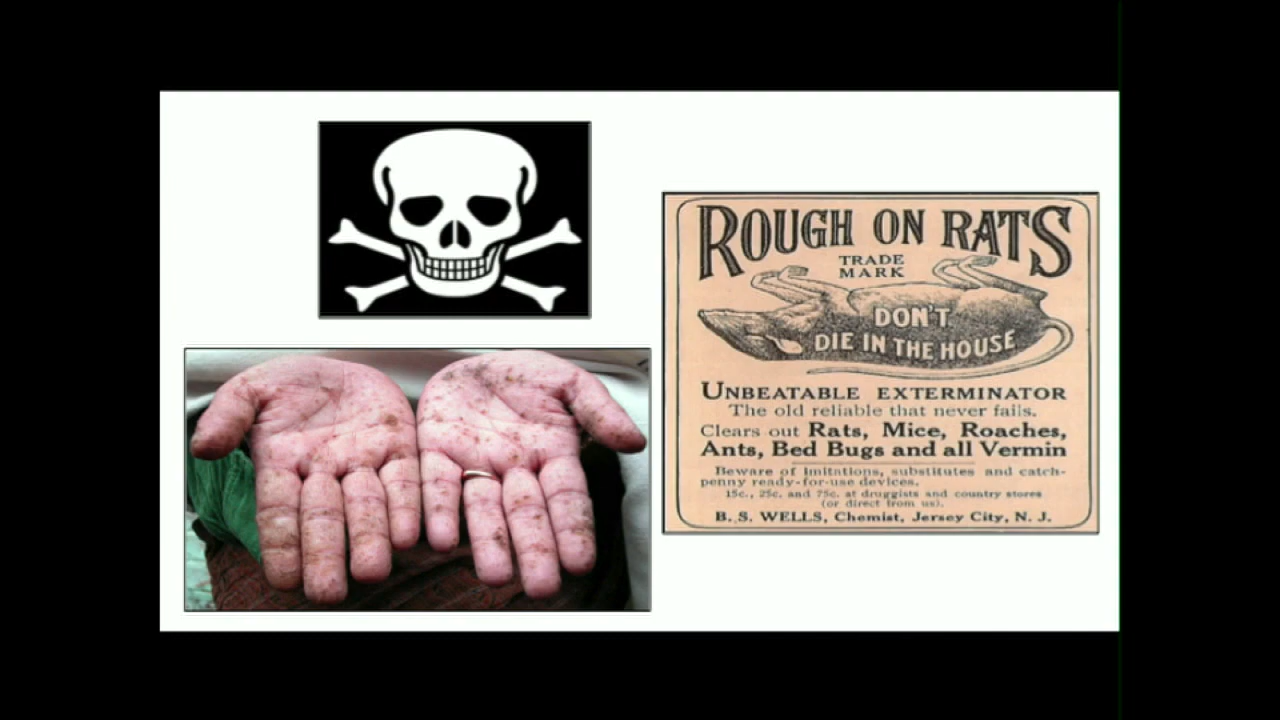 ROUGH ON RATS
TRADE
MARK
DON'T
DIE IN THE HOUSE
UNBEATABLE EXTERMINATOR
The old reliable that never fails.
Clears out Rats, Mice, Roaches,
Ants, Bed Bugs and all Vermin
Beware of imitations, substitutes and catch-
penny ready-for-use devices.
15c., 25c. and 75c. at druggists and country stores
(or direct from us).
B. S. WELLS, Chemist, Jersey City, N. J.